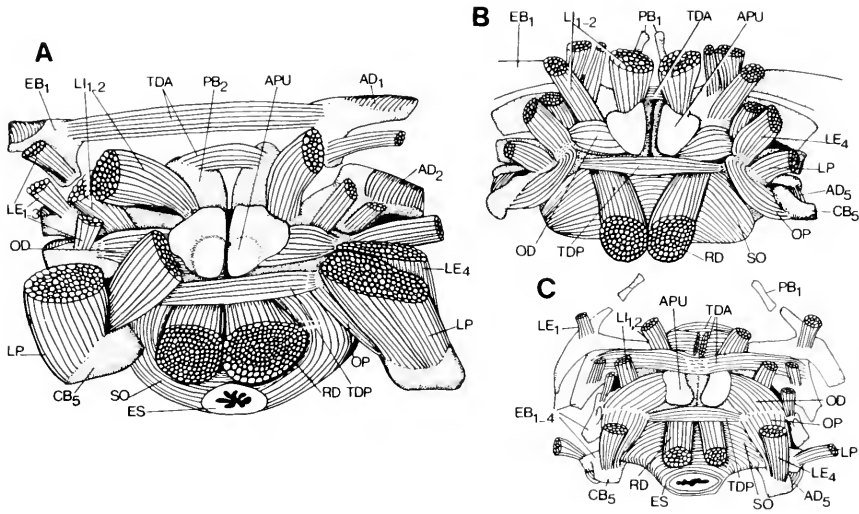 A
EB1 LI1-2 TDA PB2 APU AD1
AD2
LE1-3
OD
LE4
LP
LP
CB5 SO ES RD TDP OP
B
EB1 LI1-2 PB1 TDA APU
LE4
LP
AD5
CB5
OP
OD TDP RD SO
C
PB1
APU TDA
LE1 LI1,2
OD
EB1-4 OP
LP
LE4
CB5 RD ES TDP SO AD5